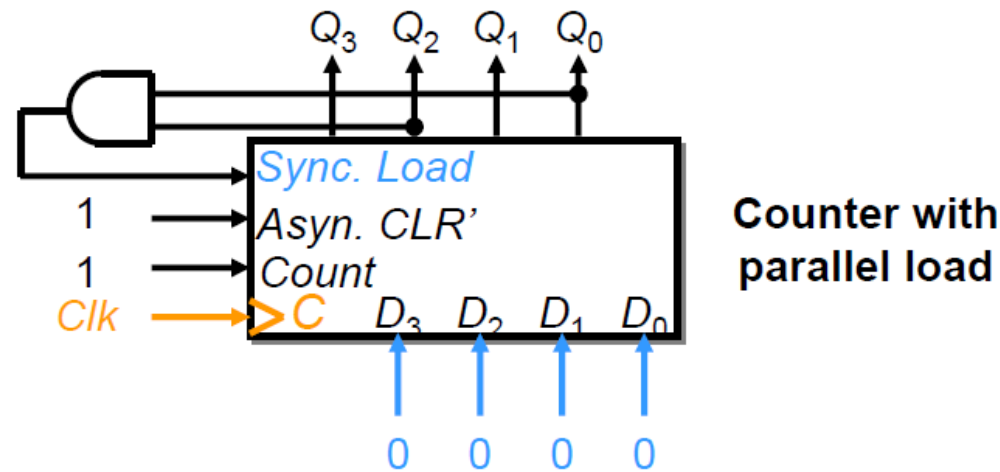 Q3 Q2 Q1 Q0
Sync. Load
1 Asyn. CLR'
1 Count
Clk C D3 D2 D1 D0
0 0 0 0
Counter with
parallel load